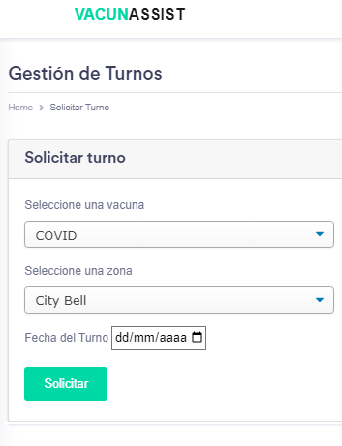 VACUNASSIST
Gestión de Turnos
Home > Solicitar Turno
Solicitar turno
Seleccione una vacuna
COVID
Seleccione una zona
City Bell
Fecha del Turno dd/mm/aaaa
Solicitar